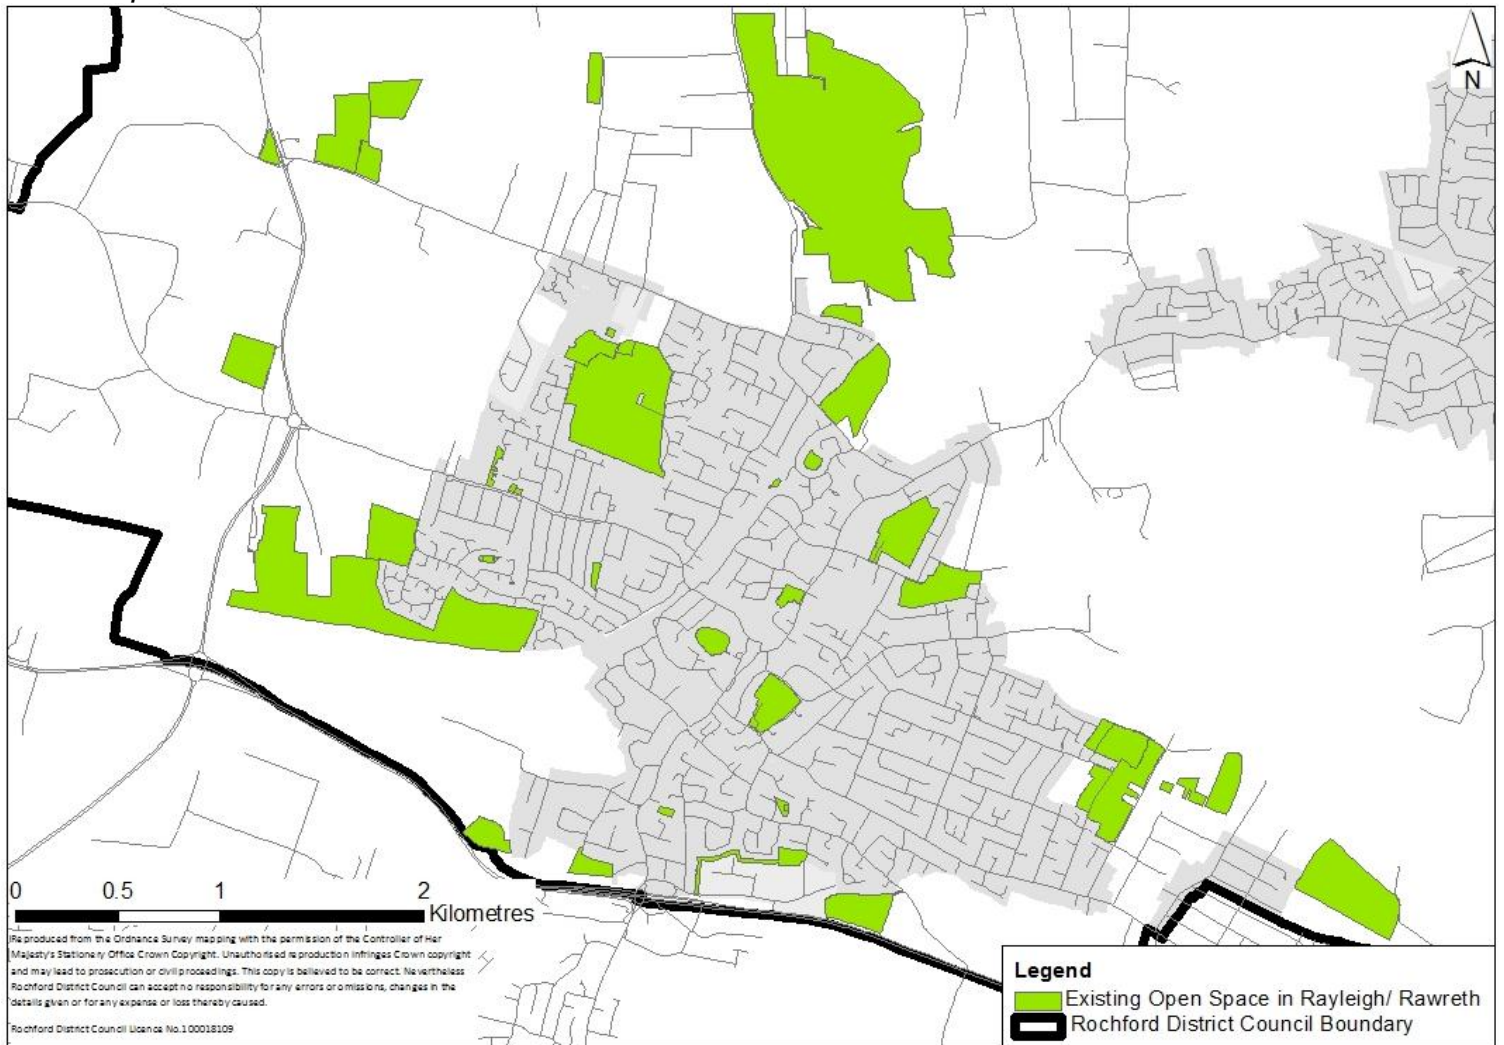 N
0 0.5 1 2
Kilometres
Reproduced from the Ordnance Survey mapping with the permission of the Controller of Her
Majesty's Stationery Office Crown Copyright. Unauthorised reproduction infringes Crown copyright
and may lead to prosecution or civil proceedings. This copy is believed to be correct. Nevertheless
Rochford District Council can accept no responsibility for any errors or omissions, changes in the
details given or for any expense or loss thereby caused.
Rochford District Council Licence No.100018109
Legend
Existing Open Space in Rayleigh/ Rawreth
Rochford District Council Boundary